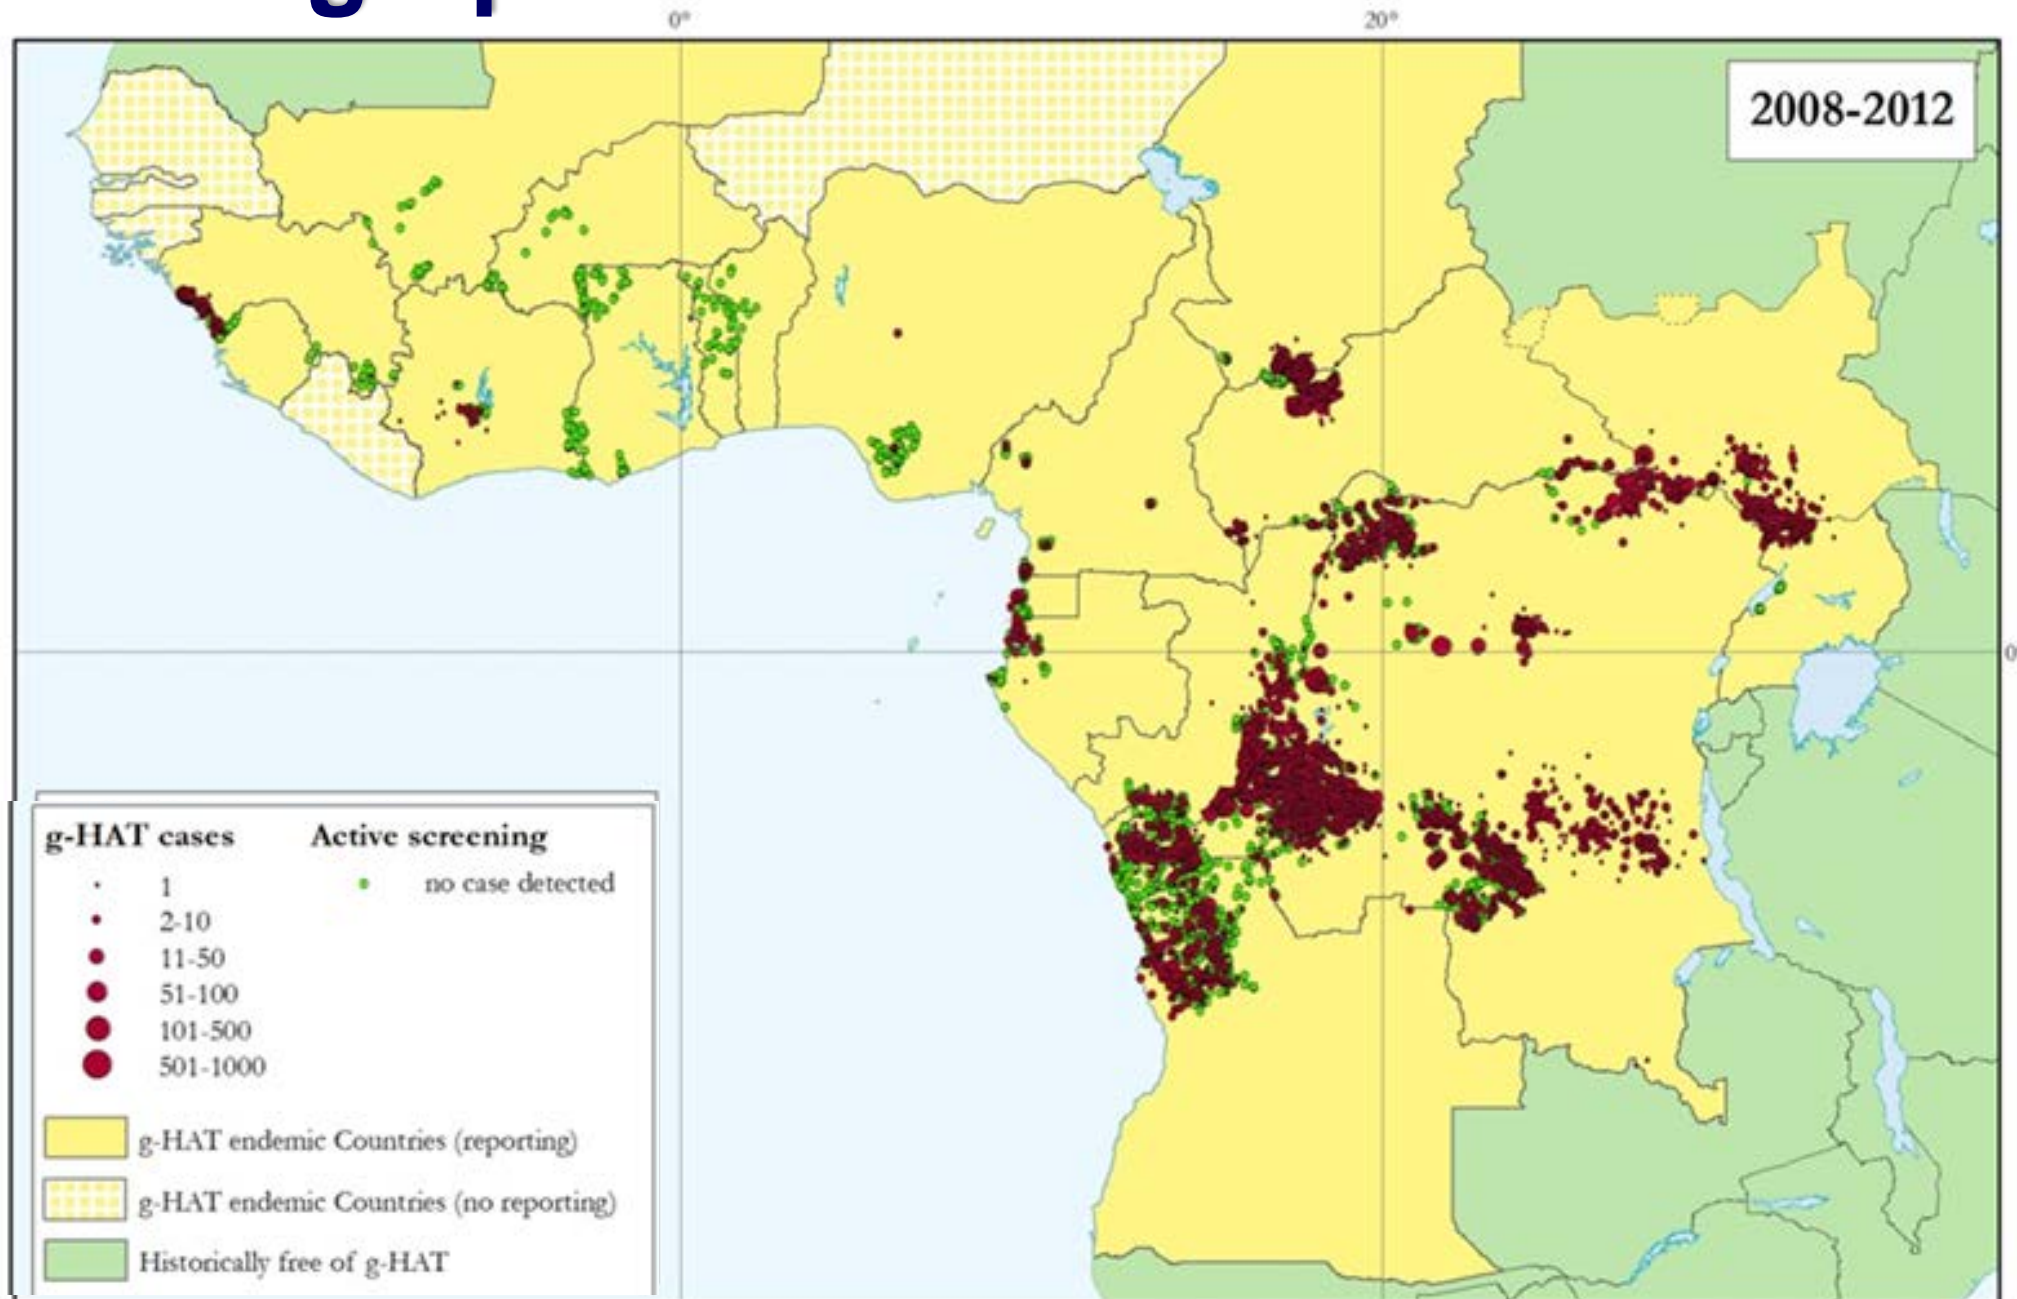 0°
20°
2008-2012
0
g-HAT cases
Active screening
1
no case detected
2-10
11-50
51-100
101-500
501-1000
g-HAT endemic Countries (reporting)
g-HAT endemic Countries (no reporting)
Historically free of g-HAT